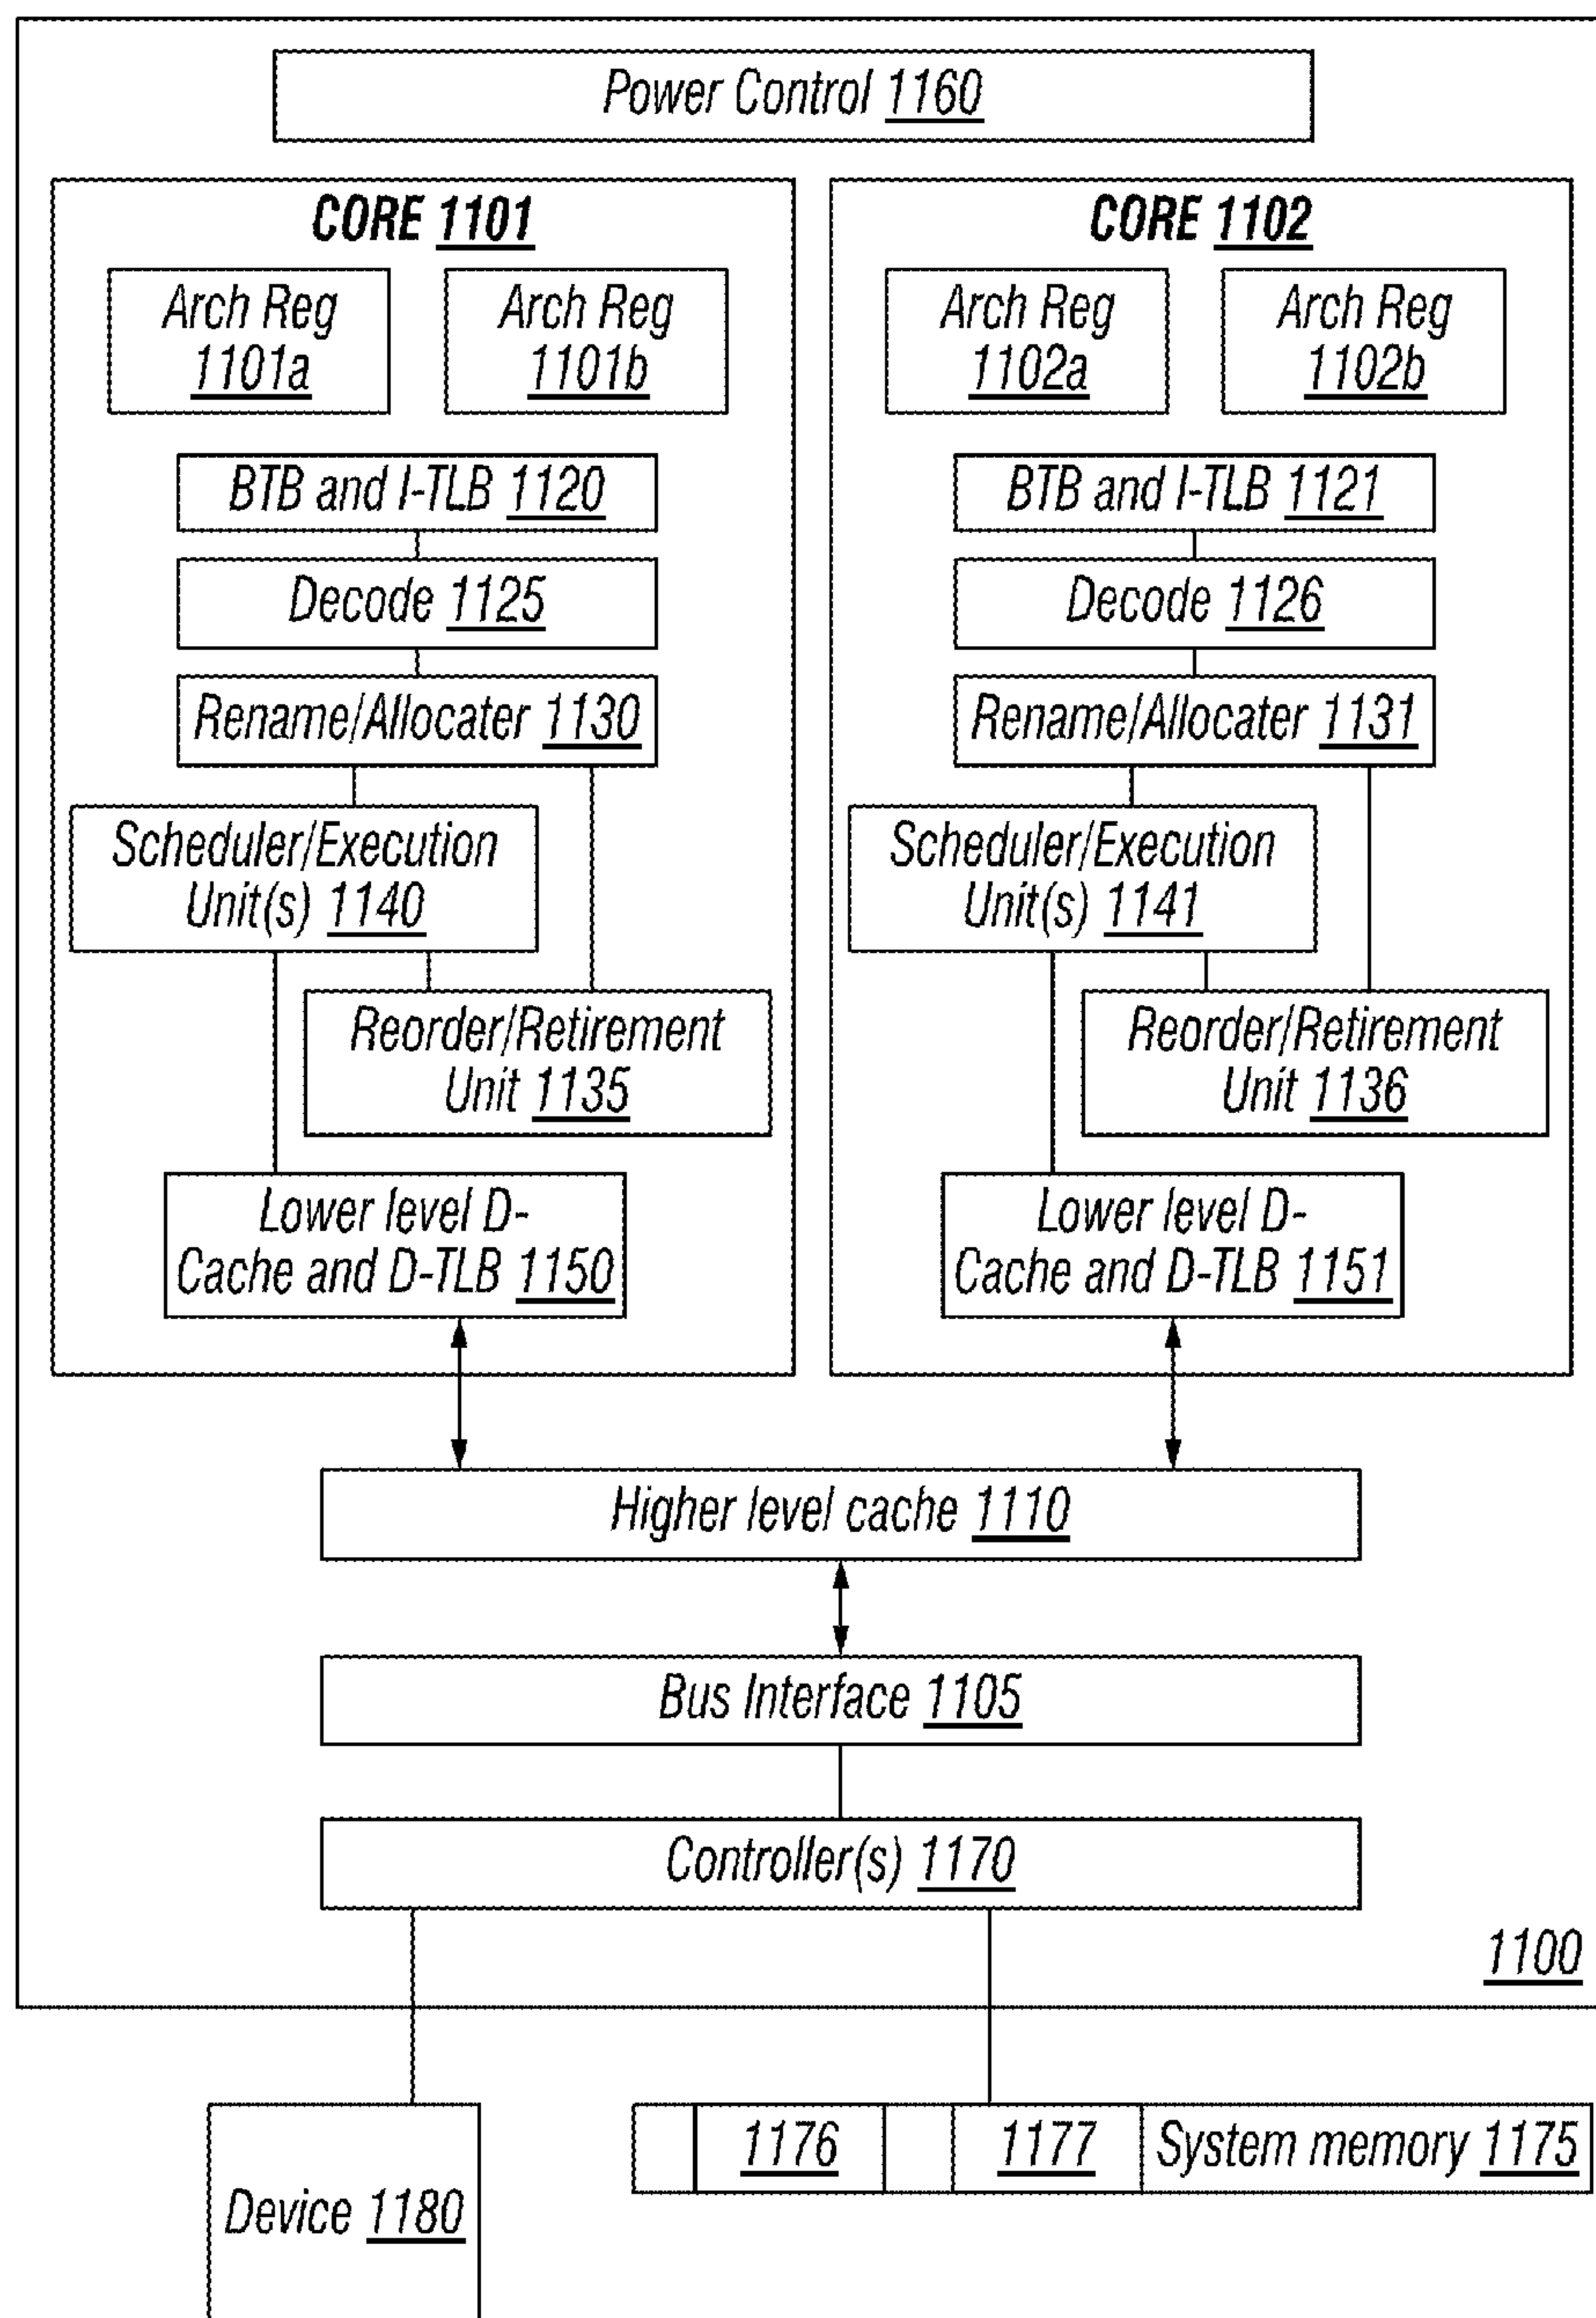 Power Control 1160
CORE 1101
Arch Reg
1101a
Arch Reg
1101b
BTB and I-TLB 1120
Decode 1125
Rename/Allocater 1130
Scheduler/Execution
Unit(s) 1140
Reorder/Retirement
Unit 1135
Lower level D-
Cache and D-TLB 1150
CORE 1102
Arch Reg
1102a
Arch Reg
1102b
BTB and I-TLB 1121
Decode 1126
Rename/Allocater 1131
Scheduler/Execution
Unit(s) 1141
Reorder/Retirement
Unit 1136
Lower level D-
Cache and D-TLB 1151
Higher level cache 1110
Bus Interface 1105
Controller(s) 1170
1100
Device 1180
1176
1177
System memory 1175